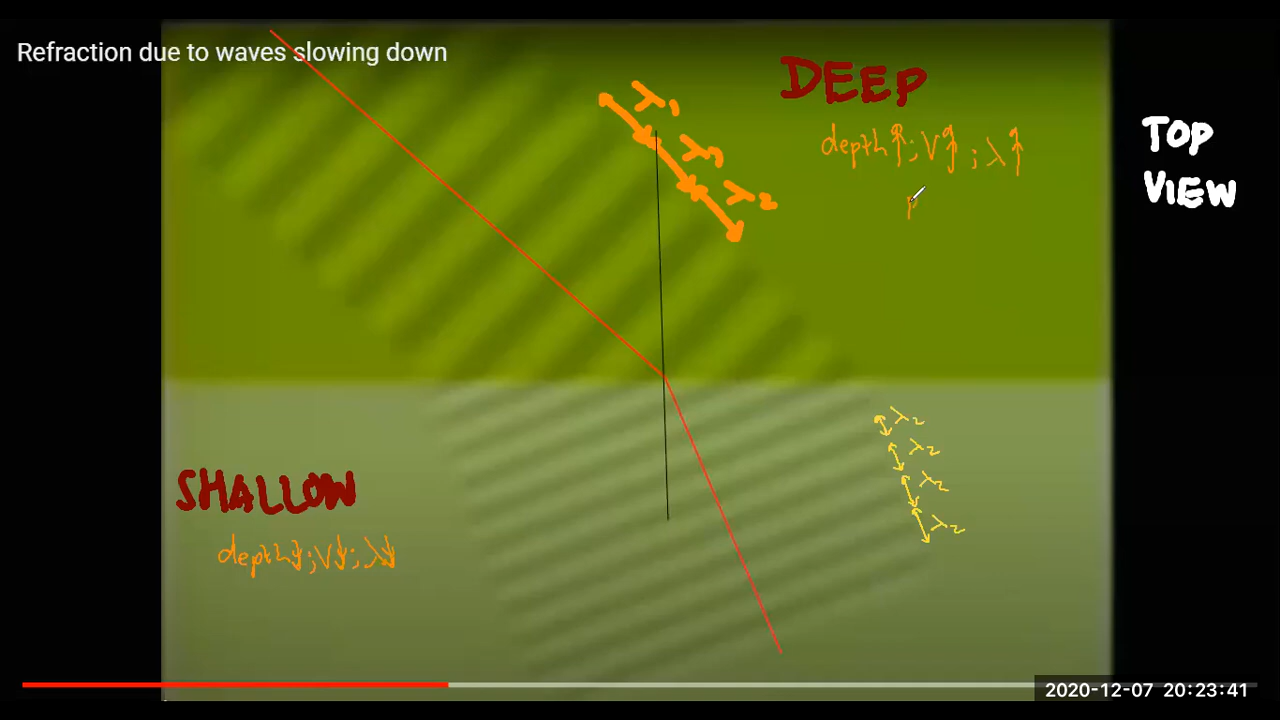 Refraction due to waves slowing down
DEEP
depth↑ ; V↑ ; λ↑
TOP
VIEW
λ₁
λ₂
λ₂
λ₂
λ₂
λ₂
SHALLOW
depth↓ ; V↓ ; λ↓
2020-12-07 20:23:41